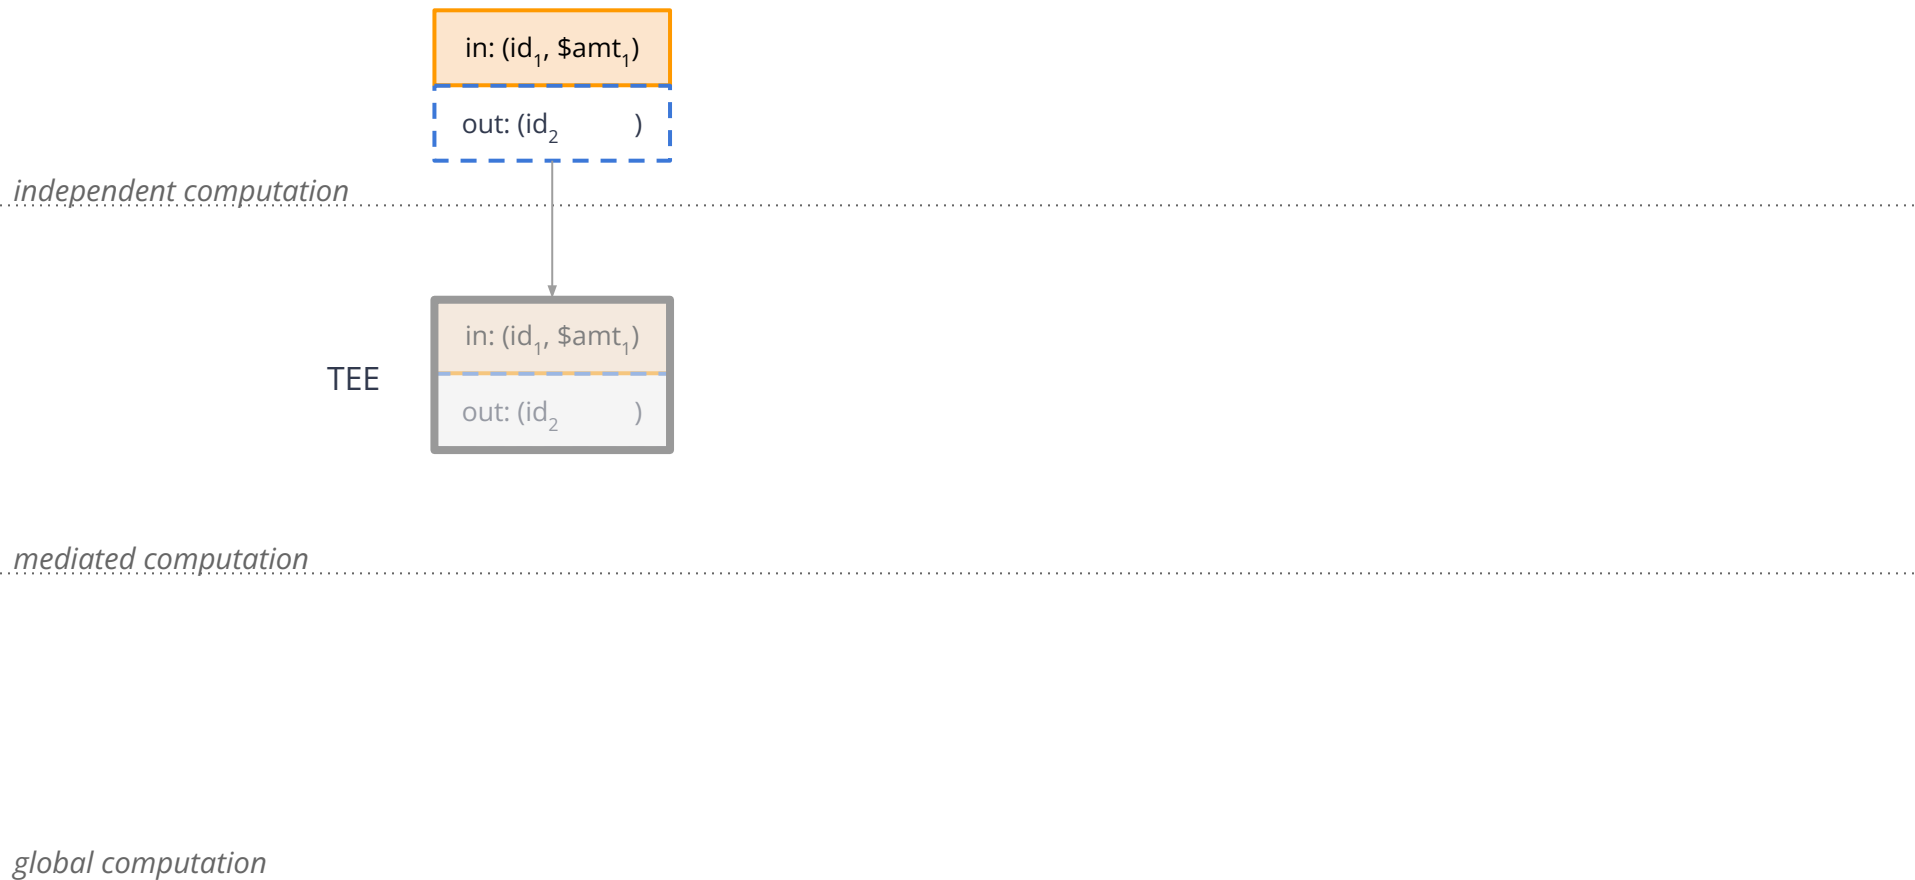 in: (id₁, $amt₁)
out: (id₂ )
independent computation
in: (id₁, $amt₁)
TEE
out: (id₂ )
mediated computation
global computation